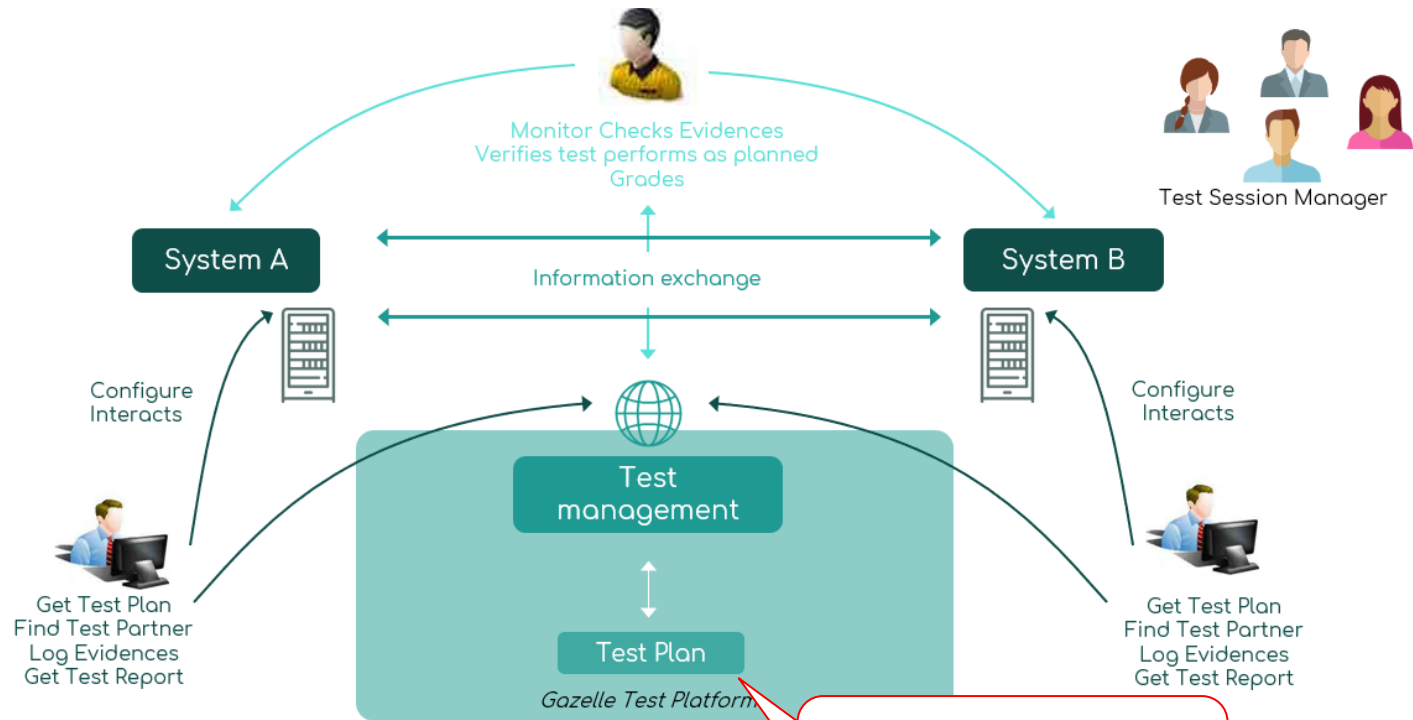 Monitor Checks Evidences
Verifies test performs as planned
Grades
Test Session Manager
System A
System B
Information exchange
Configure
Interacts
Configure
Interacts
Test
management
Get Test Plan
Find Test Partner
Log Evidences
Get Test Report
Test Plan
Gazelle Test Platform
Get Test Plan
Find Test Partner
Log Evidences
Get Test Report